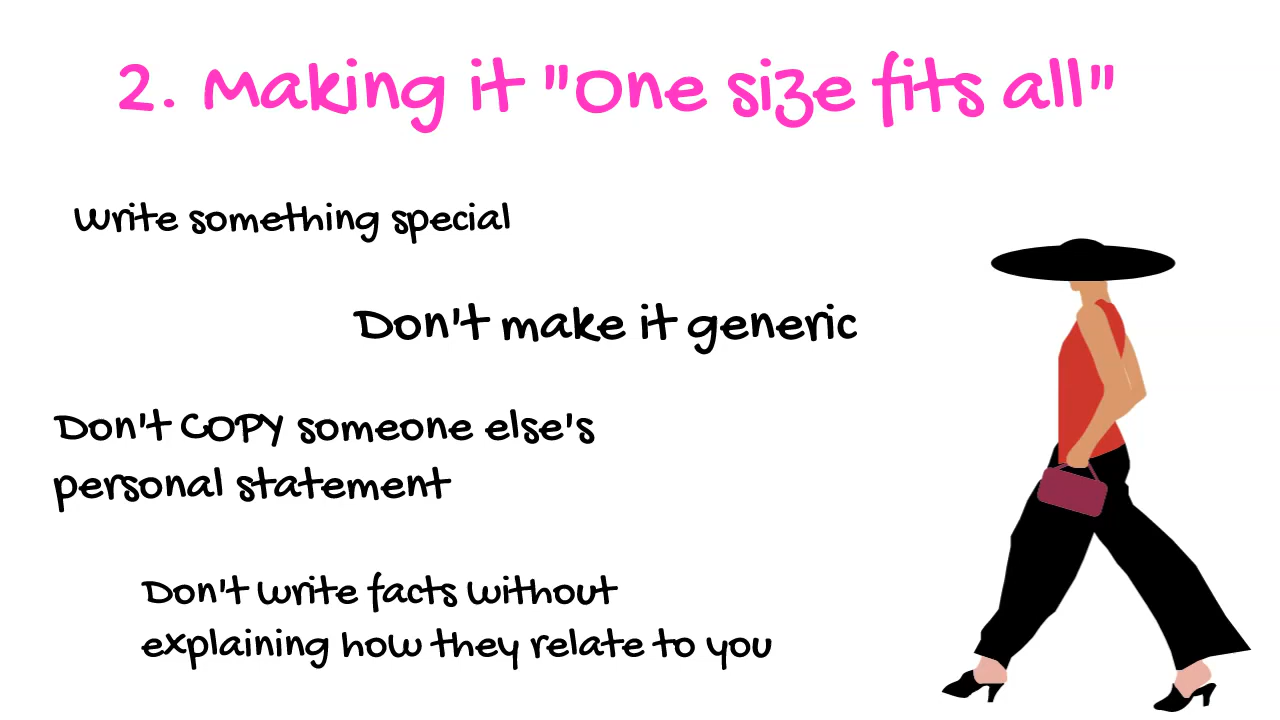 2. Making it "One size fits all"
Write something special
Don't make it generic
Don't COPY someone else's
personal statement
Don't write facts without
explaining how they relate to you